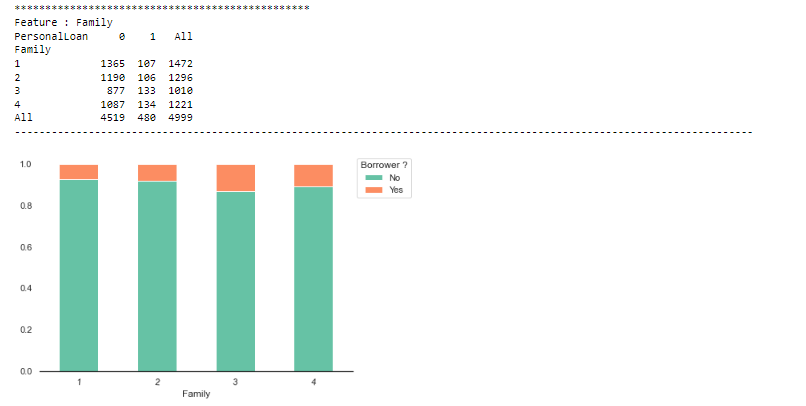 ************************************************
Feature : Family
PersonalLoan 0 1 All
Family
1 1365 107 1472
2 1190 106 1296
3 877 133 1010
4 1087 134 1221
All 4519 480 4999
------------------------------------------------------------------------------------------------------------------------
Borrower ?
No
Yes
1.0
0.8
0.6
0.4
0.2
0.0
1 2 3 4
Family